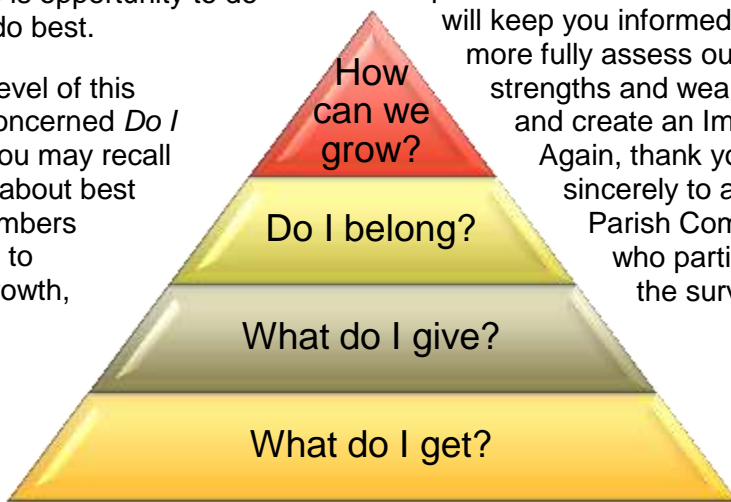 is opportunity to do
do best.
evel of this
oncerned Do I
ou may recall
about best
mbers
to
owth,
How
can we
grow?
Do I belong?
What do I give?
What do I get?
will keep you informed
more fully assess ou
strengths and wea
and create an Im
Again, thank yo
sincerely to a
Parish Com
who parti
the surv